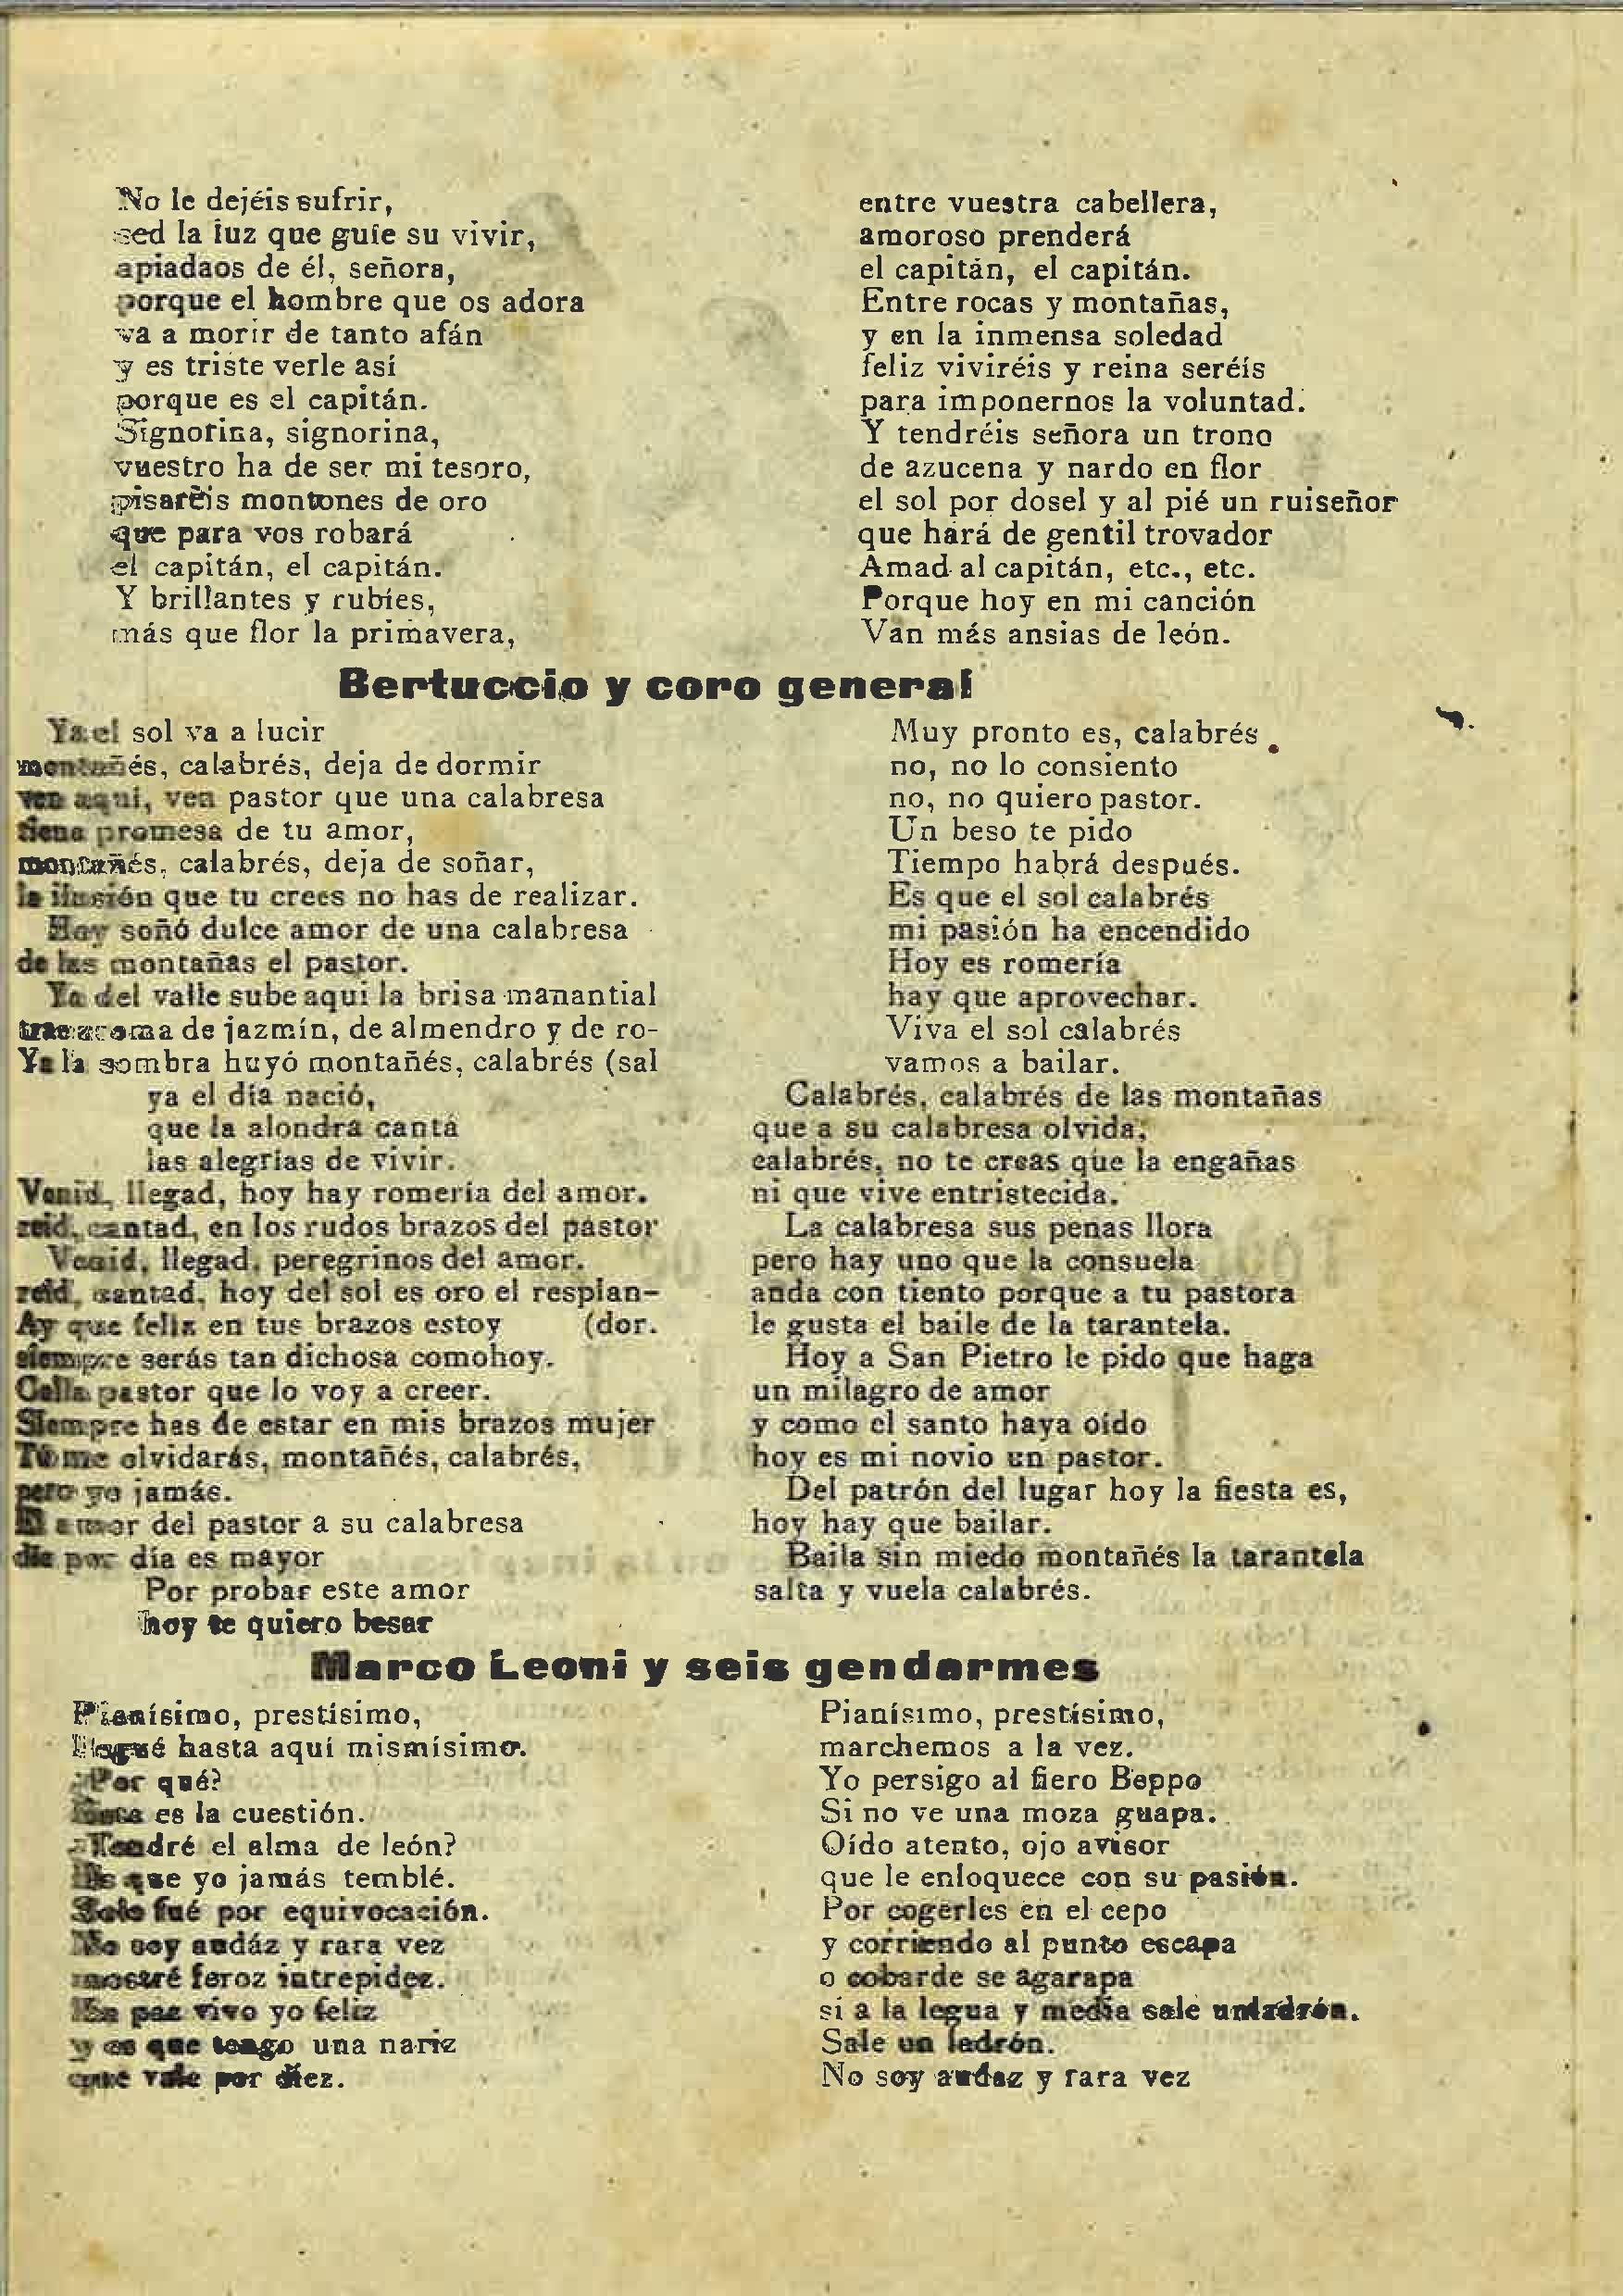 No le dejéis sufrir,
sed la luz que guíe su vivir,
apiadaos de él, señora,
porque el hombre que os adora
va a morir de tanto afán
y es triste verle así
porque es el capitán.
Signorina, signorina,
vuestro ha de ser mi tesoro,
pisarèis montones de oro
que para vos robará
el capitán, el capitán.
Y brillantes y rubíes,
más que flor la primavera,
entre vuestra cabellera,
amoroso prenderá
el capitán, el capitán.
Entre rocas y montañas,
y en la inmensa soledad
feliz viviréis y reina seréis
para imponernos la voluntad.
Y tendréis señora un trono
de azucena y nardo en flor
el sol por dosel y al pié un ruiseñor
que hará de gentil trovador
Amad al capitán, etc., etc.
Porque hoy en mi canción
Van más ansias de león.
Bertuccio y coro general
Ya el sol va a lucir
montañés, calabrés, deja de dormir
ven aqui, ven pastor que una calabresa
tiene promesa de tu amor,
montañés, calabrés, deja de soñar,
la ilusión que tu crees no has de realizar.
Hoy soñó dulce amor de una calabresa
de las montañas el pastor.
Ya del valle sube aqui la brisa manantial
trae aroma de jazmín, de almendro y de ro-
Ya la sombra huyó montañés, calabrés (sal
ya el día nació,
que la alondra canta
las alegrias de vivir.
Venid, llegad, hoy hay romería del amor.
reid, cantad, en los rudos brazos del pastor
Venid, llegad, peregrinos del amor.
reid, cantad, hoy del sol es oro el resplan-
Ay que feliz en tus brazos estoy (dor.
siempre serás tan dichosa comohoy.
Calla pastor que lo voy a creer.
Siempre has de estar en mis brazos mujer
Tú me olvidarás, montañés, calabrés,
pero yo jamás.
El amor del pastor a su calabresa
día por día es mayor
Por probar este amor
hoy te quiero besar
Muy pronto es, calabrés
no, no lo consiento
no, no quiero pastor.
Un beso te pido
Tiempo habrá después.
Es que el sol calabrés
mi pasión ha encendido
Hoy es romería
hay que aprovechar.
Viva el sol calabrés
vamos a bailar.
Calabrés, calabrés de las montañas
que a su calabresa olvida,
calabrés, no te creas que la engañas
ni que vive entristecida.
La calabresa sus penas llora
pero hay uno que la consuela
anda con tiento porque a tu pastora
le gusta el baile de la tarantela.
Hoy a San Pietro le pido que haga
un milagro de amor
y como el santo haya oído
hoy es mi novio un pastor.
Del patrón del lugar hoy la fiesta es,
hoy hay que bailar.
Baila sin miedo montañés la tarantela
salta y vuela calabrés.
Marco Leoni y seis gendarmes
Pianísimo, prestísimo,
llegué hasta aquí mismísimo.
¿Por qué?
Esta es la cuestión.
¿Tendré el alma de león?
Es que yo jamás temblé.
Solo fué por equivocación.
No soy audáz y rara vez
mostré feroz intrepidez.
En paz vivo yo feliz
y es que tengo una nariz
que vale por diez.
Pianísimo, prestísimo,
marchemos a la vez.
Yo persigo al fiero Beppo
Si no ve una moza guapa.
Oído atento, ojo avisor
que le enloquece con su pasión.
Por cogerles en el cepo
y corriendo al punto escapa
o cobarde se agarapa
si a la legua y media sale unladrón.
Sale un ladrón.
No soy audaz y rara vez